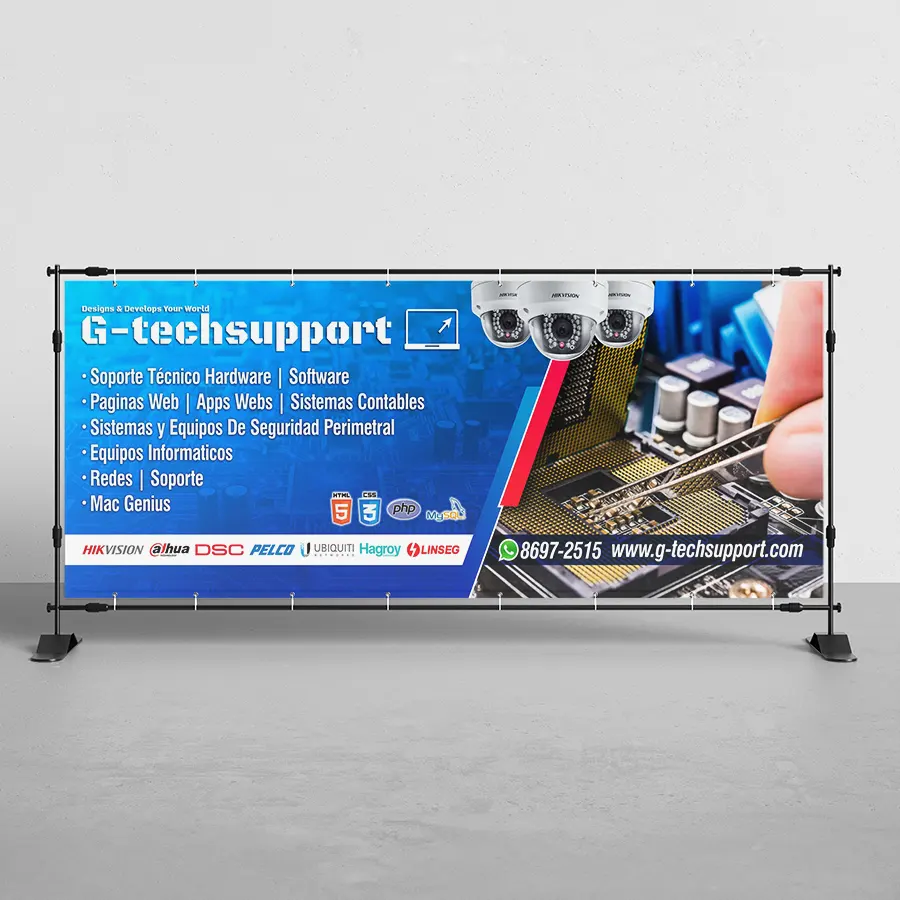 Designs & Develops Your World
G-techsupport
· Soporte Técnico Hardware | Software
· Paginas Web | Apps Webs | Sistemas Contables
· Sistemas y Equipos De Seguridad Perimetral
· Equipos Informaticos
· Redes | Soporte
· Mac Genius
HTML 5 CSS 3 php MySQL
HIKVISION alhua DSC PELCO UBIQUITI NETWORKS Hagroy LINSEG
HIKVISION
8697-2515 www.g-techsupport.com